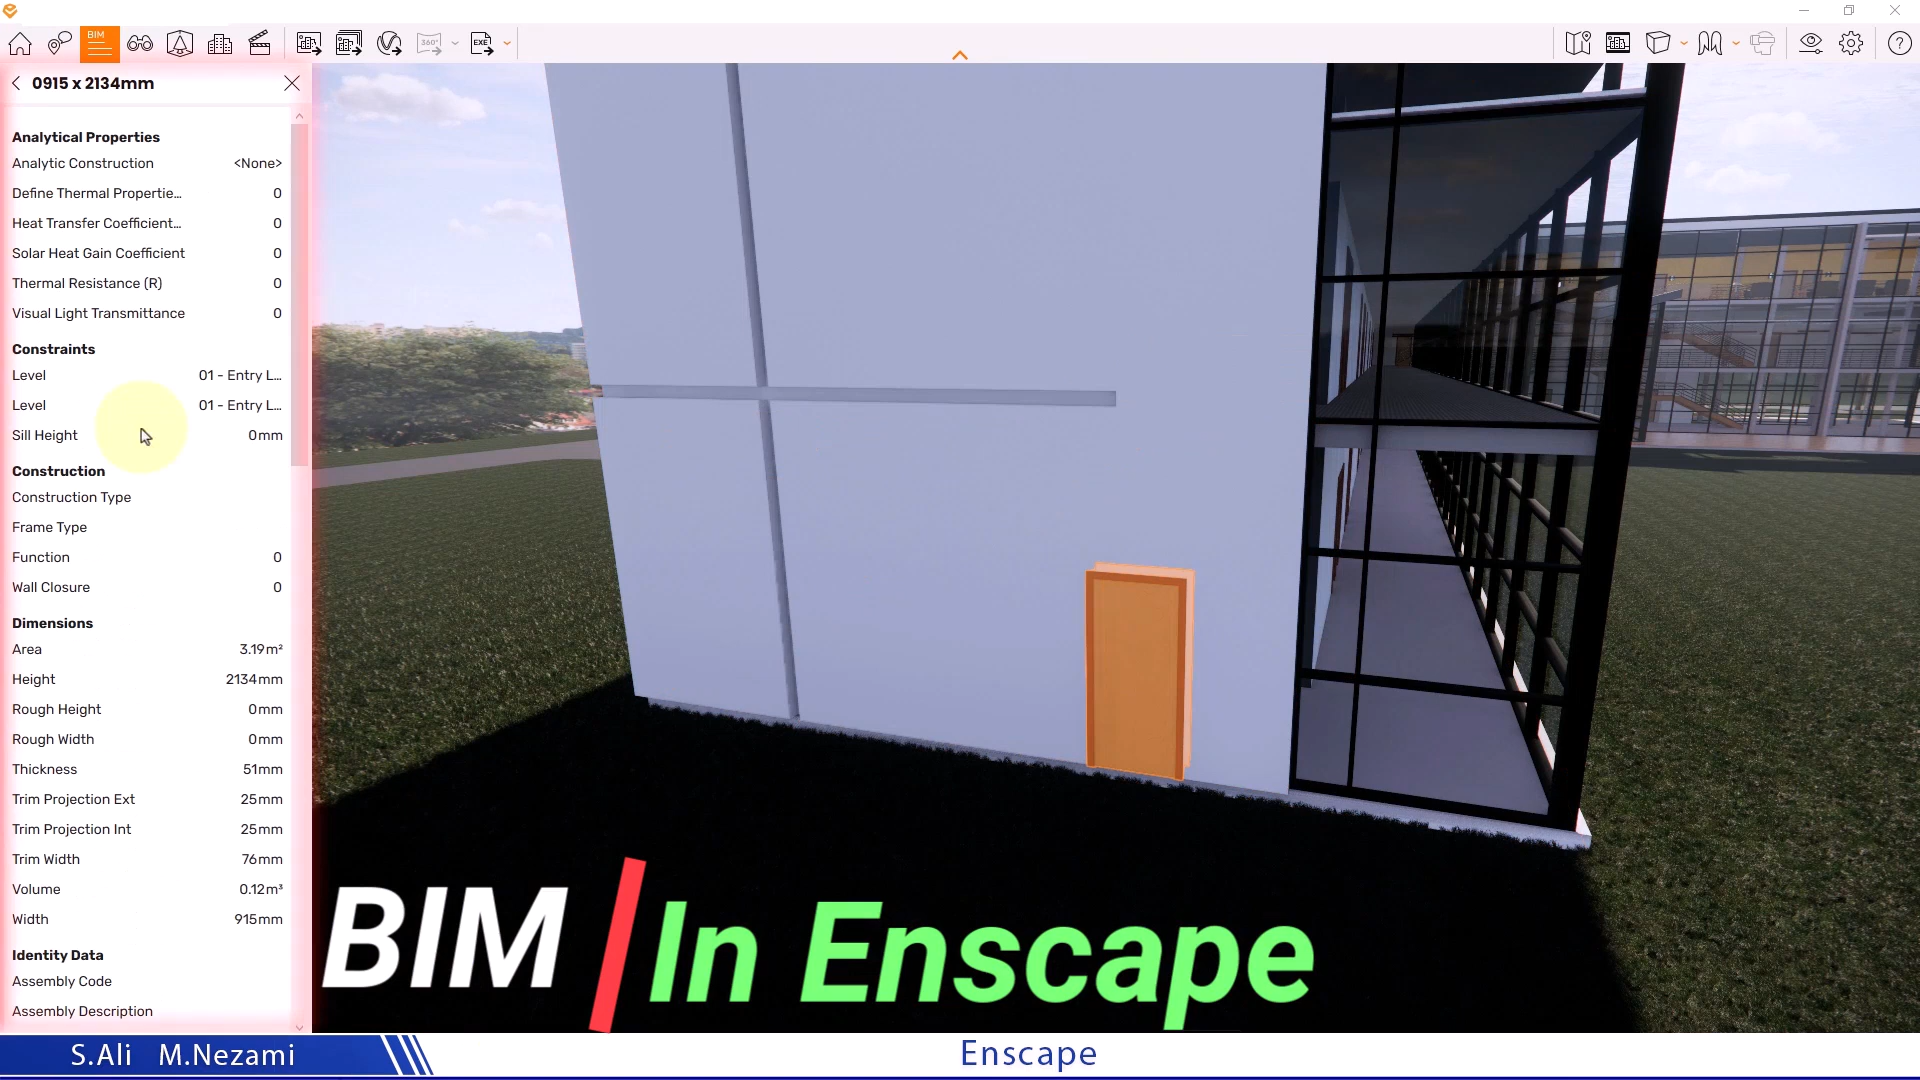 BIM
360°
EXE
0915 x 2134mm
Analytical Properties
Analytic Construction <None>
Define Thermal Propertie... 0
Heat Transfer Coefficient... 0
Solar Heat Gain Coefficient 0
Thermal Resistance (R) 0
Visual Light Transmittance 0
Constraints
Level 01 - Entry L...
Level 01 - Entry L...
Sill Height 0mm
Construction
Construction Type
Frame Type
Function 0
Wall Closure 0
Dimensions
Area 3.19m²
Height 2134mm
Rough Height 0mm
Rough Width 0mm
Thickness 51mm
Trim Projection Ext 25mm
Trim Projection Int 25mm
Trim Width 76mm
Volume 0.12m³
Width 915mm
Identity Data
Assembly Code
Assembly Description
BIM In Enscape
S.Ali M.Nezami
Enscape